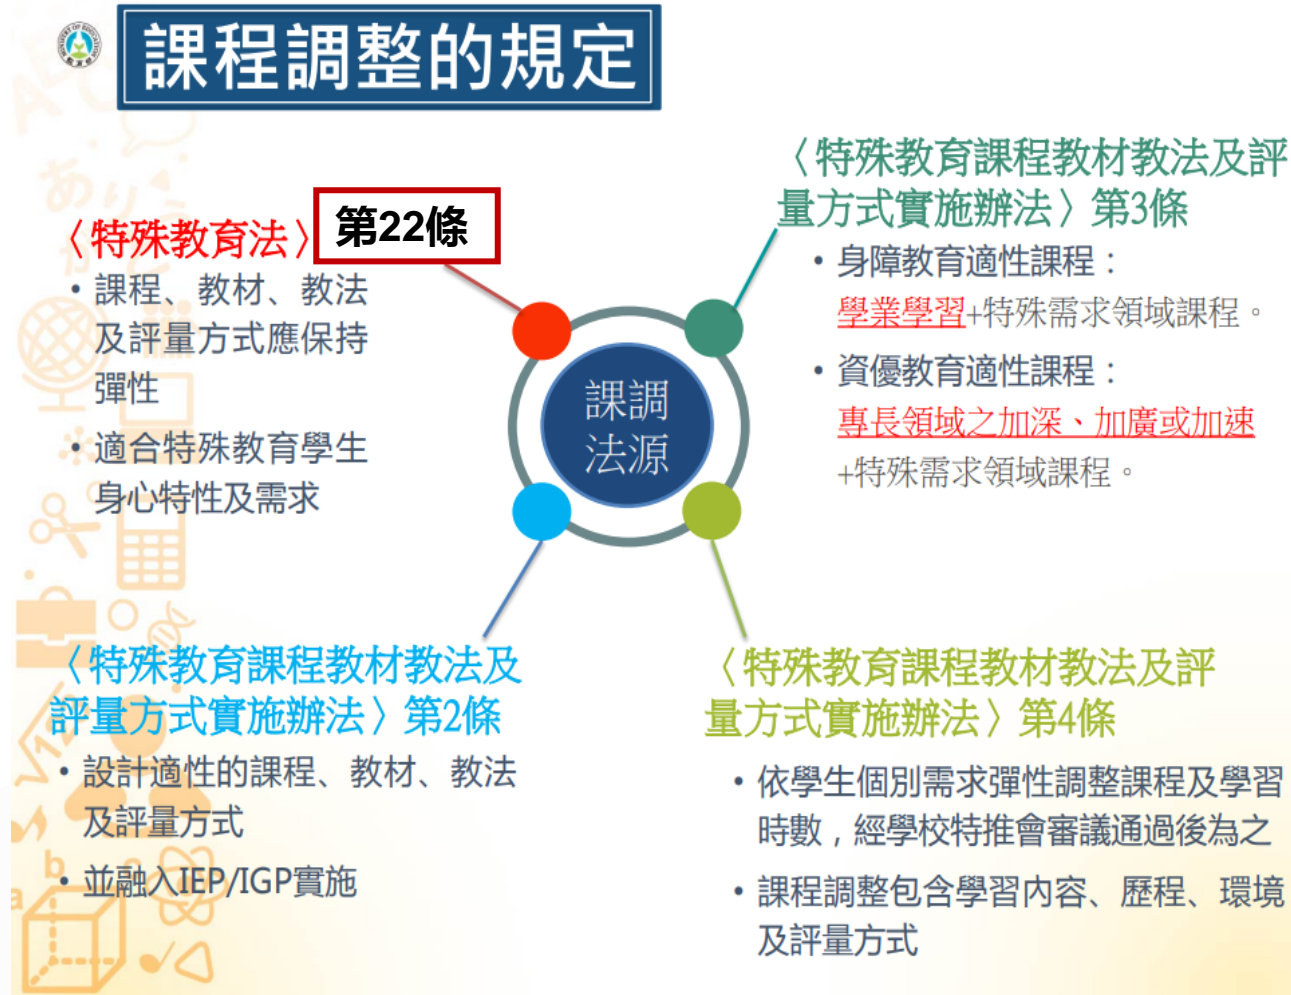 課程調整的規定
〈特殊教育法〉
第22條
• 課程、教材、教法
及評量方式應保持
彈性
• 適合特殊教育學生
身心特性及需求
〈特殊教育課程教材教法及評
量方式實施辦法〉第3條
• 身障教育適性課程：
學業學習+特殊需求領域課程。
• 資優教育適性課程：
專長領域之加深、加廣或加速
+特殊需求領域課程。
課調
法源
〈特殊教育課程教材教法及
評量方式實施辦法〉第2條
• 設計適性的課程、教材、教法
及評量方式
• 並融入IEP/IGP實施
〈特殊教育課程教材教法及評
量方式實施辦法〉第4條
• 依學生個別需求彈性調整課程及學習
時數，經學校特推會審議通過後為之
• 課程調整包含學習內容、歷程、環境
及評量方式